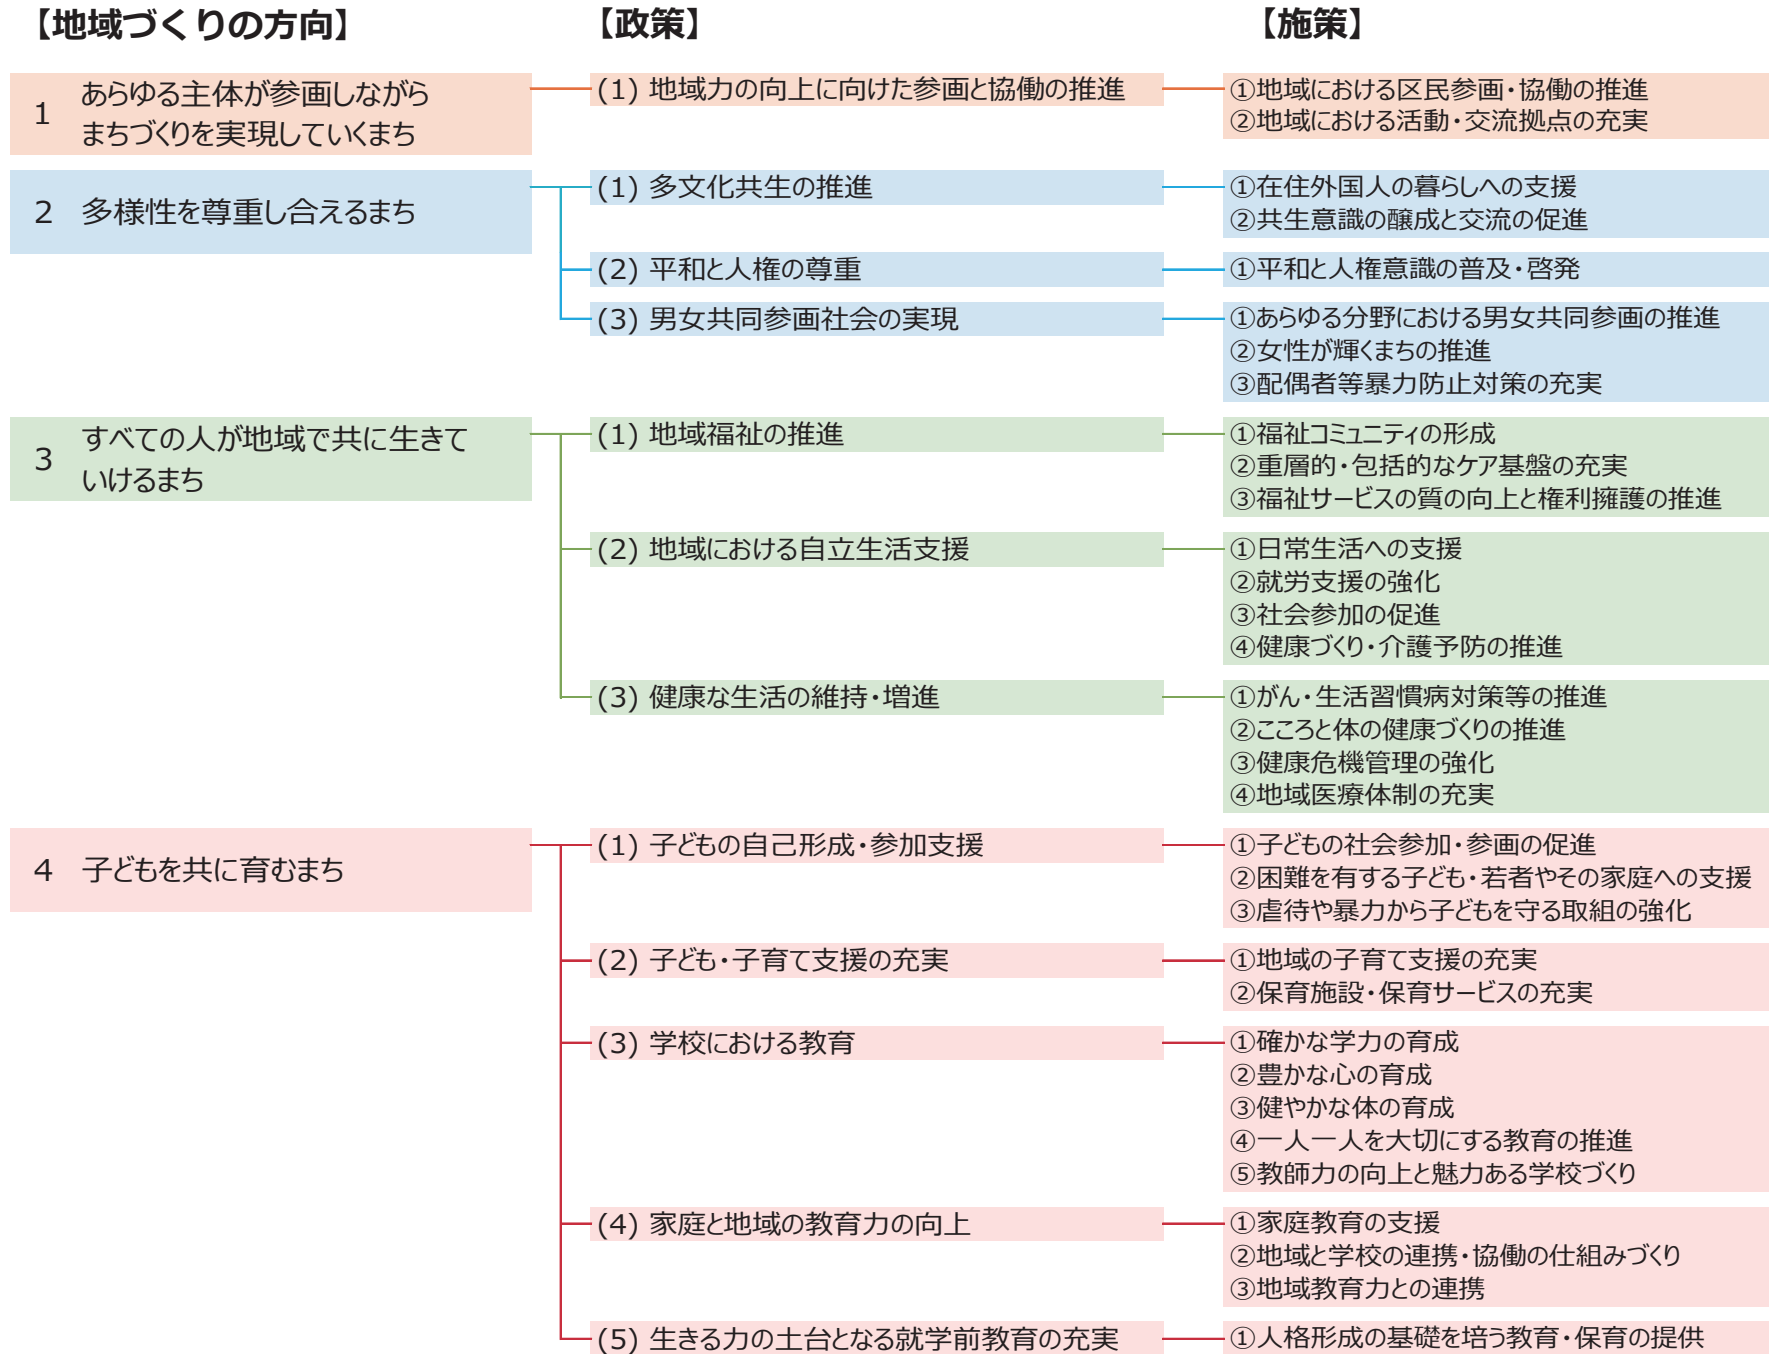 【地域づくりの方向】 【政策】 【施策】
1 あらゆる主体が参画しながら
まちづくりを実現していくまち
(1) 地域力の向上に向けた参画と協働の推進
①地域における区民参画・協働の推進
②地域における活動・交流拠点の充実
2 多様性を尊重し合えるまち
(1) 多文化共生の推進
①在住外国人の暮らしへの支援
②共生意識の醸成と交流の促進
(2) 平和と人権の尊重
①平和と人権意識の普及・啓発
(3) 男女共同参画社会の実現
①あらゆる分野における男女共同参画の推進
②女性が輝くまちの推進
③配偶者等暴力防止対策の充実
3 すべての人が地域で共に生きて
いけるまち
(1) 地域福祉の推進
①福祉コミュニティの形成
②重層的・包括的なケア基盤の充実
③福祉サービスの質の向上と権利擁護の推進
(2) 地域における自立生活支援
①日常生活への支援
②就労支援の強化
③社会参加の促進
④健康づくり・介護予防の推進
(3) 健康な生活の維持・増進
①がん・生活習慣病対策等の推進
②こころと体の健康づくりの推進
③健康危機管理の強化
④地域医療体制の充実
4 子どもを共に育むまち
(1) 子どもの自己形成・参加支援
①子どもの社会参加・参画の促進
②困難を有する子ども・若者やその家庭への支援
③虐待や暴力から子どもを守る取組の強化
(2) 子ども・子育て支援の充実
①地域の子育て支援の充実
②保育施設・保育サービスの充実
(3) 学校における教育
①確かな学力の育成
②豊かな心の育成
③健やかな体の育成
④一人一人を大切にする教育の推進
⑤教師力の向上と魅力ある学校づくり
(4) 家庭と地域の教育力の向上
①家庭教育の支援
②地域と学校の連携・協働の仕組みづくり
③地域教育力との連携
(5) 生きる力の土台となる就学前教育の充実
①人格形成の基礎を培う教育・保育の提供